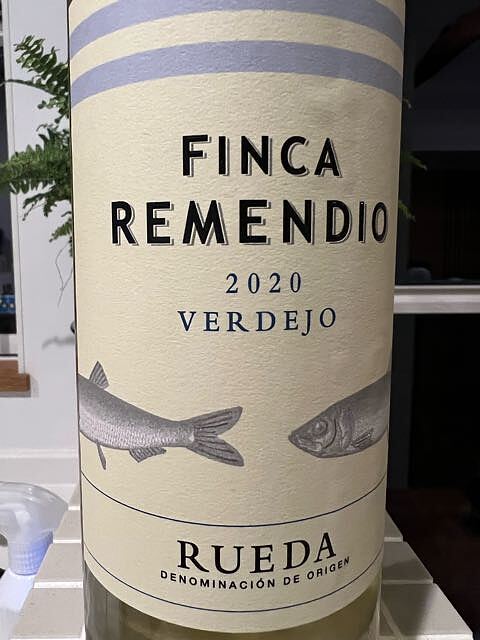 FINCA
REMENDIO
2020
VERDEJO
RUEDA
DENOMINACIÓN DE ORIGEN